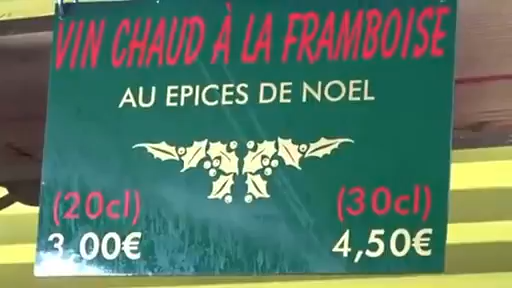 VIN CHAUD À LA FRAMBOISE
AU EPICES DE NOEL
(20cl) (30cl)
3,00€ 4,50€